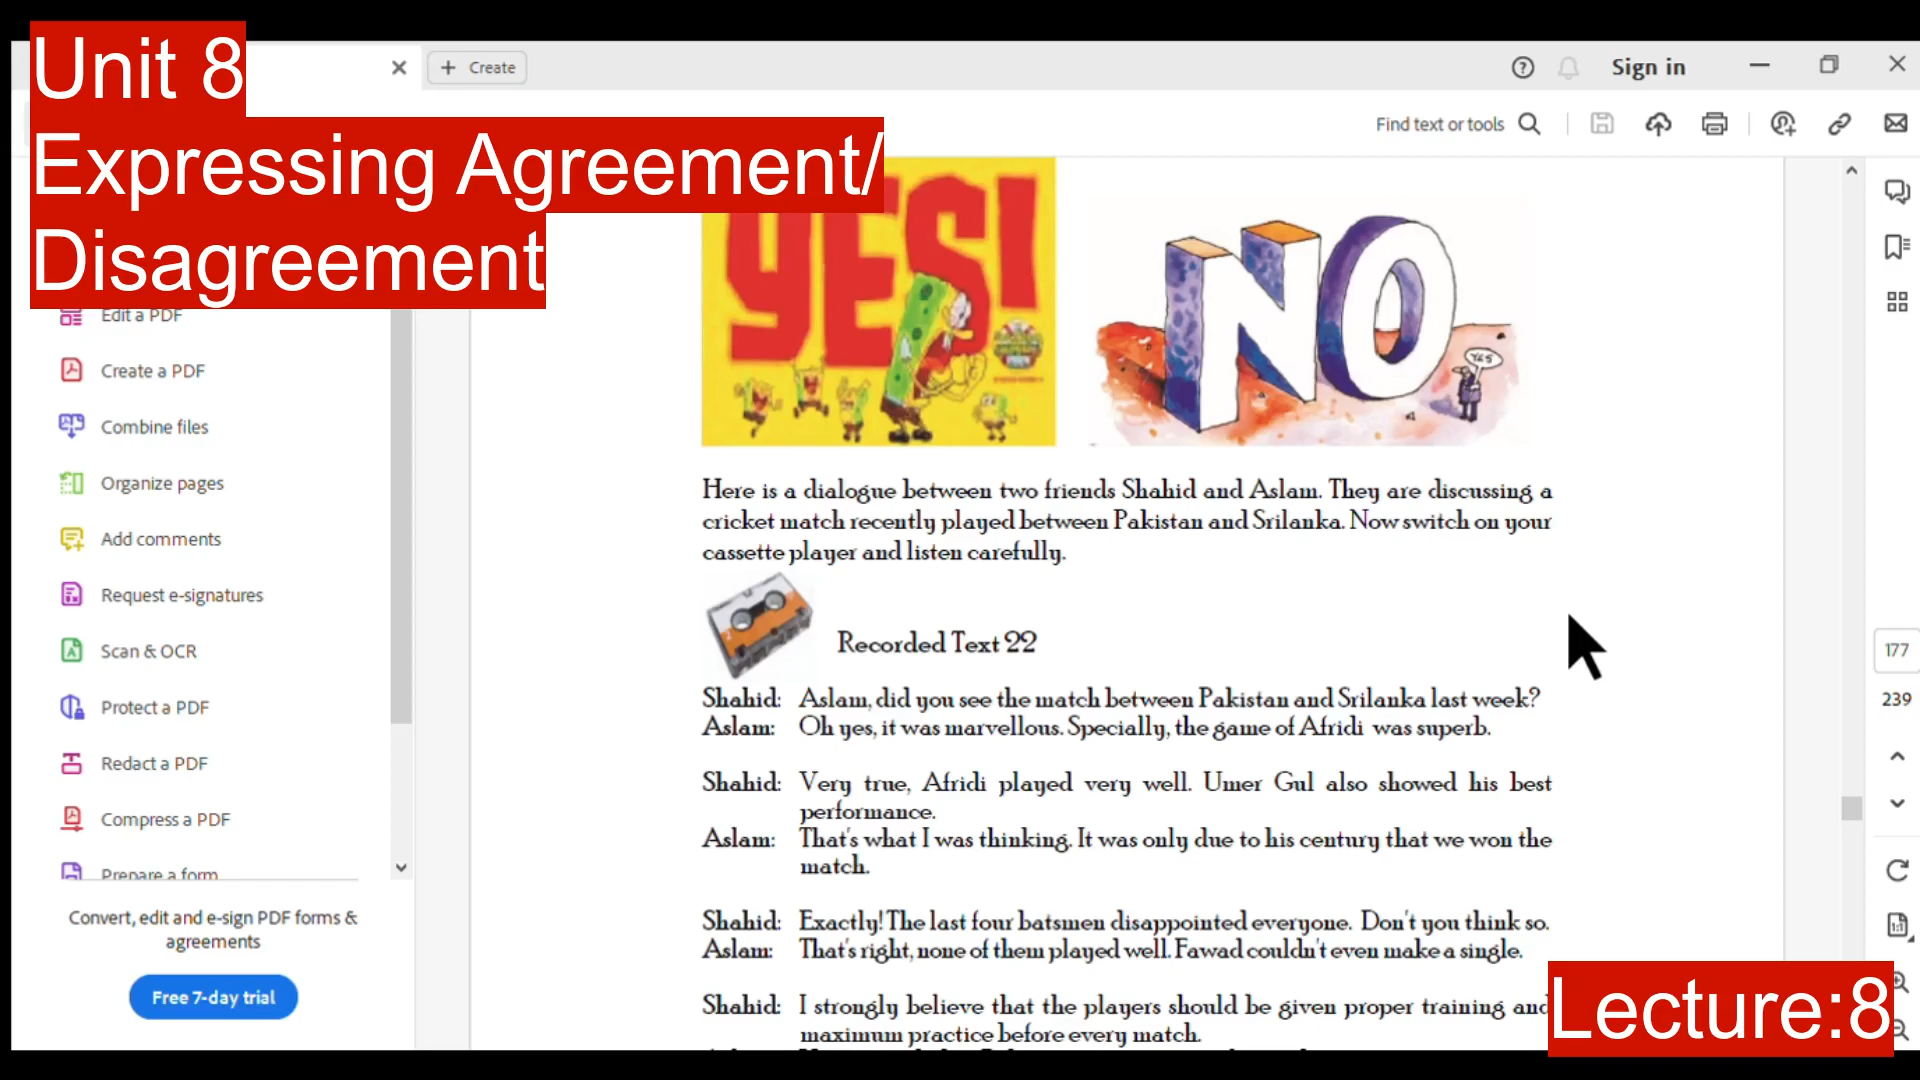 Unit 8
Expressing Agreement/
Disagreement
Create
Sign in
Find text or tools
Edit a PDF
Create a PDF
Combine files
Organize pages
Add comments
Request e-signatures
Scan & OCR
Protect a PDF
Redact a PDF
Compress a PDF
Prepare a form
Convert, edit and e-sign PDF forms &
agreements
Free 7-day trial
YES!
NO
YES
Here is a dialogue between two friends Shahid and Aslam. They are discussing a
cricket match recently played between Pakistan and Srilanka. Now switch on your
cassette player and listen carefully.
Recorded Text 22
Shahid: Aslam, did you see the match between Pakistan and Srilanka last week?
Aslam: Oh yes, it was marvellous. Specially, the game of Afridi was superb.
Shahid: Very true, Afridi played very well. Umer Gul also showed his best
performance.
Aslam: That's what I was thinking. It was only due to his century that we won the
match.
Shahid: Exactly! The last four batsmen disappointed everyone. Don't you think so.
Aslam: That's right, none of them played well. Fawad couldn't even make a single.
Shahid: I strongly believe that the players should be given proper training and
maximum practice before every match.
177
239
Lecture:8